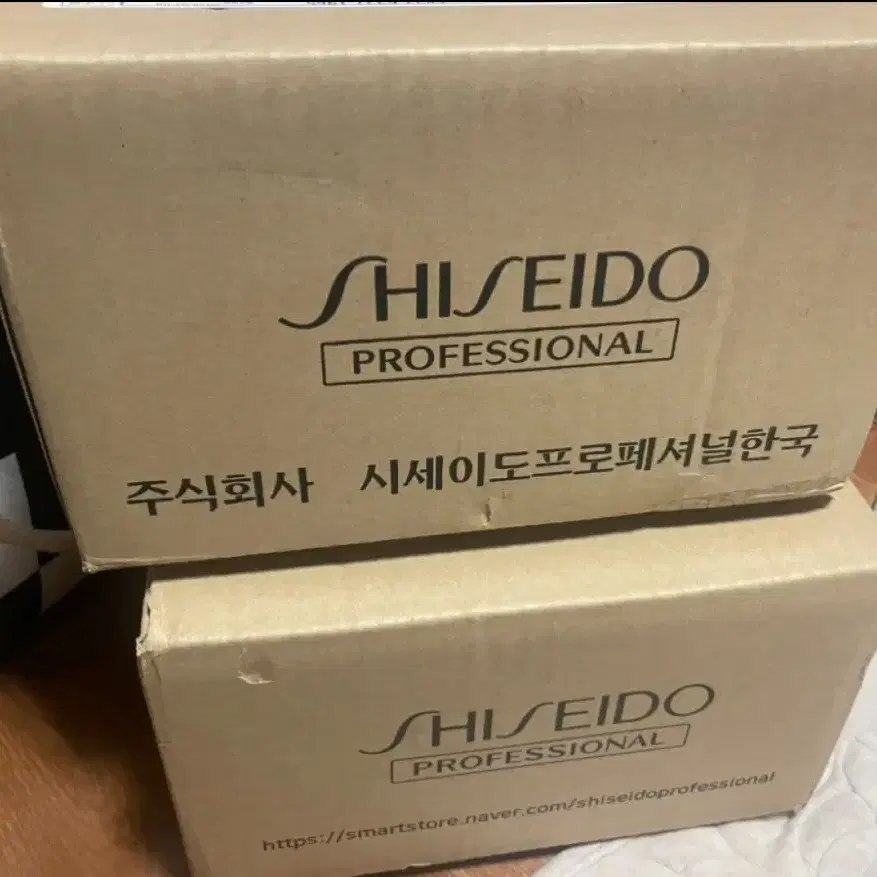 SHISEIDO
PROFESSIONAL
주식회사 시세이도프로페셔널한국
SHISEIDO
PROFESSIONAL
https://smartstore.naver.com/shiseidoprofessional